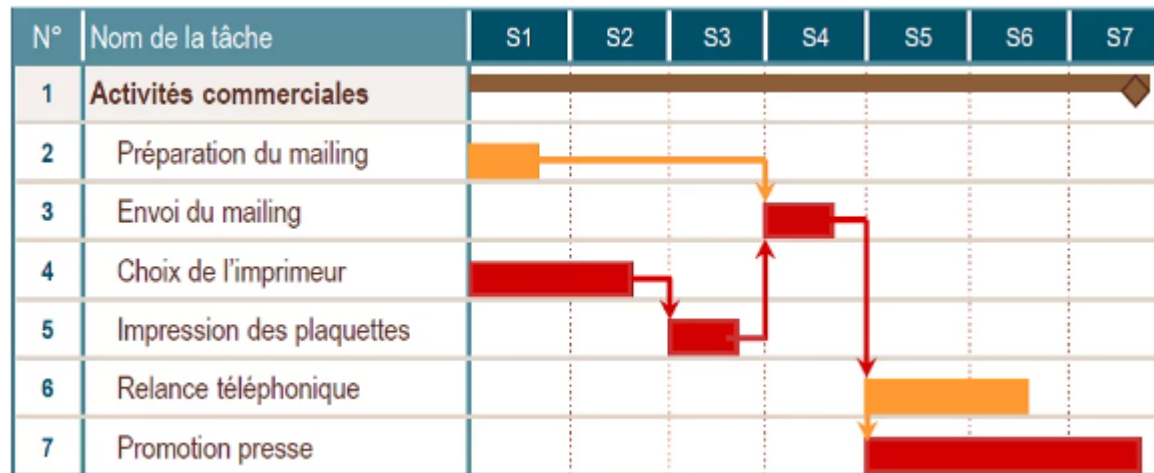 N° Nom de la tâche S1 S2 S3 S4 S5 S6 S7
1 Activités commerciales
2 Préparation du mailing
3 Envoi du mailing
4 Choix de l'imprimeur
5 Impression des plaquettes
6 Relance téléphonique
7 Promotion presse